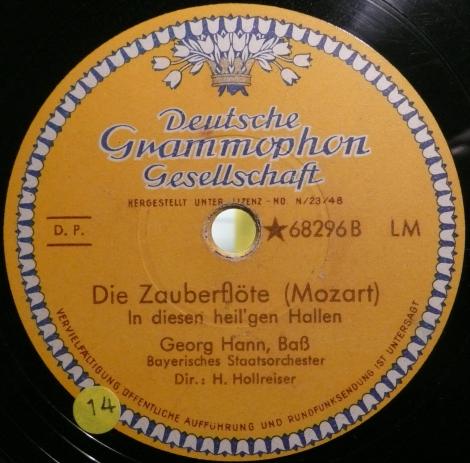 Deutsche
Grammophon
Gesellschaft
HERGESTELLT UNTER LIZENZ - NO. N/23/48
D. P.
★68296B LM
Die Zauberflöte (Mozart)
In diesen heil'gen Hallen
Georg Hann, Baß
Bayerisches Staatsorchester
Dir.: H. Hollreiser
VERVIELFÄLTIGUNG ÖFFENTLICHE AUFFÜHRUNG UND RUNDFUNKSENDUNG IST UNTERSAGT
14